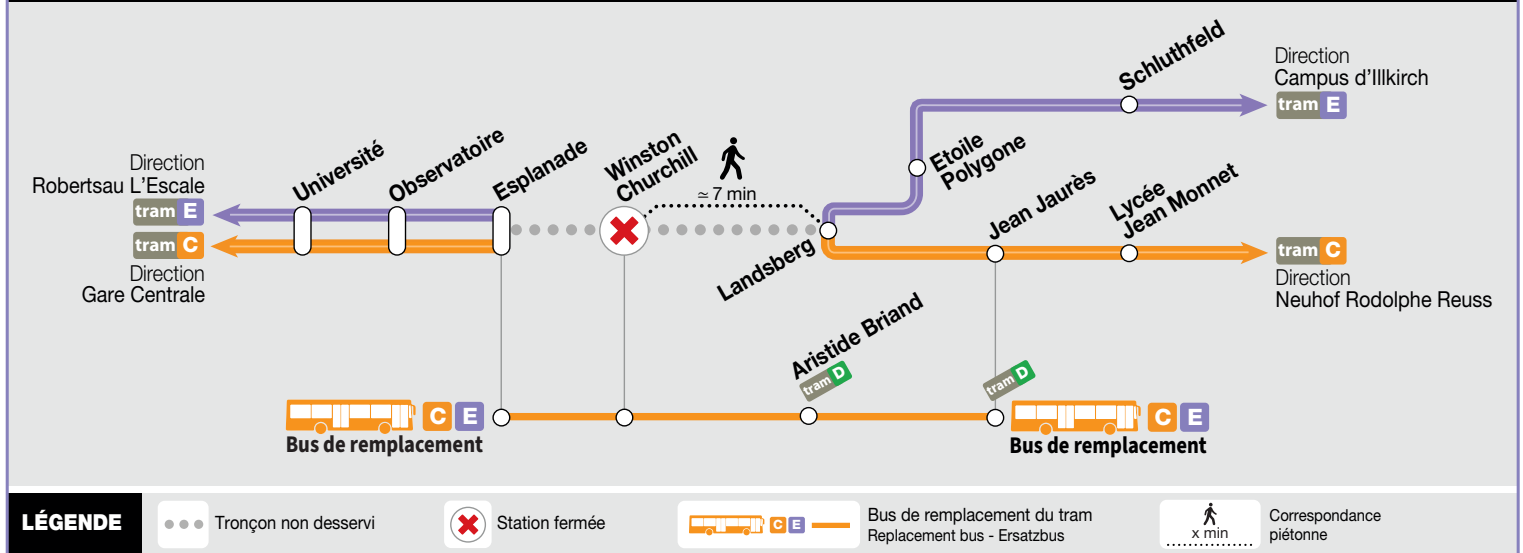 Direction
Robertsau L'Escale
tram E
tram C
Direction
Gare Centrale
Université
Observatoire
Esplanade
Winston
Churchill
≃ 7 min
Landsberg
Etoile
Polygone
Schluthfeld
Jean Jaurès
Lycée
Jean Monnet
Direction
Campus d'Illkirch
tram E
tram C
Direction
Neuhof Rodolphe Reuss
Aristide Briand
tram D
tram D
C E
Bus de remplacement
C E
Bus de remplacement
LÉGENDE
Tronçon non desservi
Station fermée
C E
Bus de remplacement du tram
Replacement bus - Ersatzbus
x min
Correspondance
piétonne